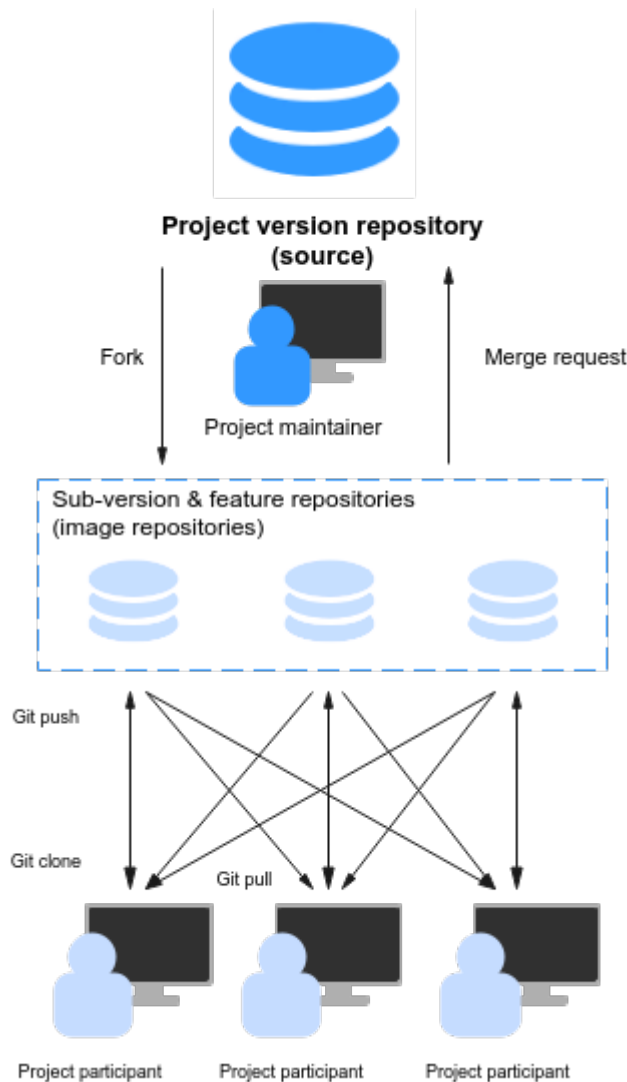 Project version repository
(source)
Fork
Merge request
Project maintainer
Sub-version & feature repositories
(image repositories)
Git push
Git clone
Git pull
Project participant
Project participant
Project participant